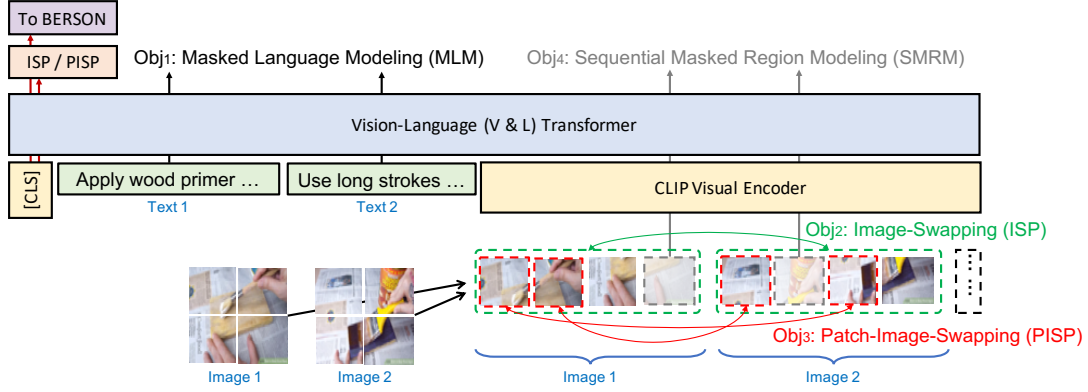 To BERSON
ISP / PISP
Obj₁: Masked Language Modeling (MLM)
Obj₄: Sequential Masked Region Modeling (SMRM)
Vision-Language (V & L) Transformer
[CLS]
Apply wood primer …
Use long strokes …
CLIP Visual Encoder
Text 1
Text 2
Obj₂: Image-Swapping (ISP)
Obj₃: Patch-Image-Swapping (PISP)
Image 1
Image 2
Image 1
Image 2